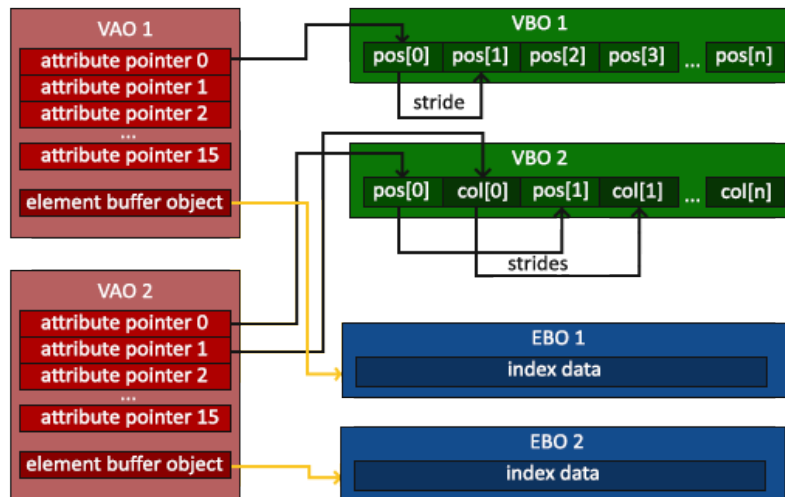 VAO 1
attribute pointer 0
attribute pointer 1
attribute pointer 2
...
attribute pointer 15
element buffer object
VAO 2
attribute pointer 0
attribute pointer 1
attribute pointer 2
...
attribute pointer 15
element buffer object
VBO 1
pos[0] pos[1] pos[2] pos[3] ... pos[n]
stride
VBO 2
pos[0] col[0] pos[1] col[1] ... col[n]
strides
EBO 1
index data
EBO 2
index data